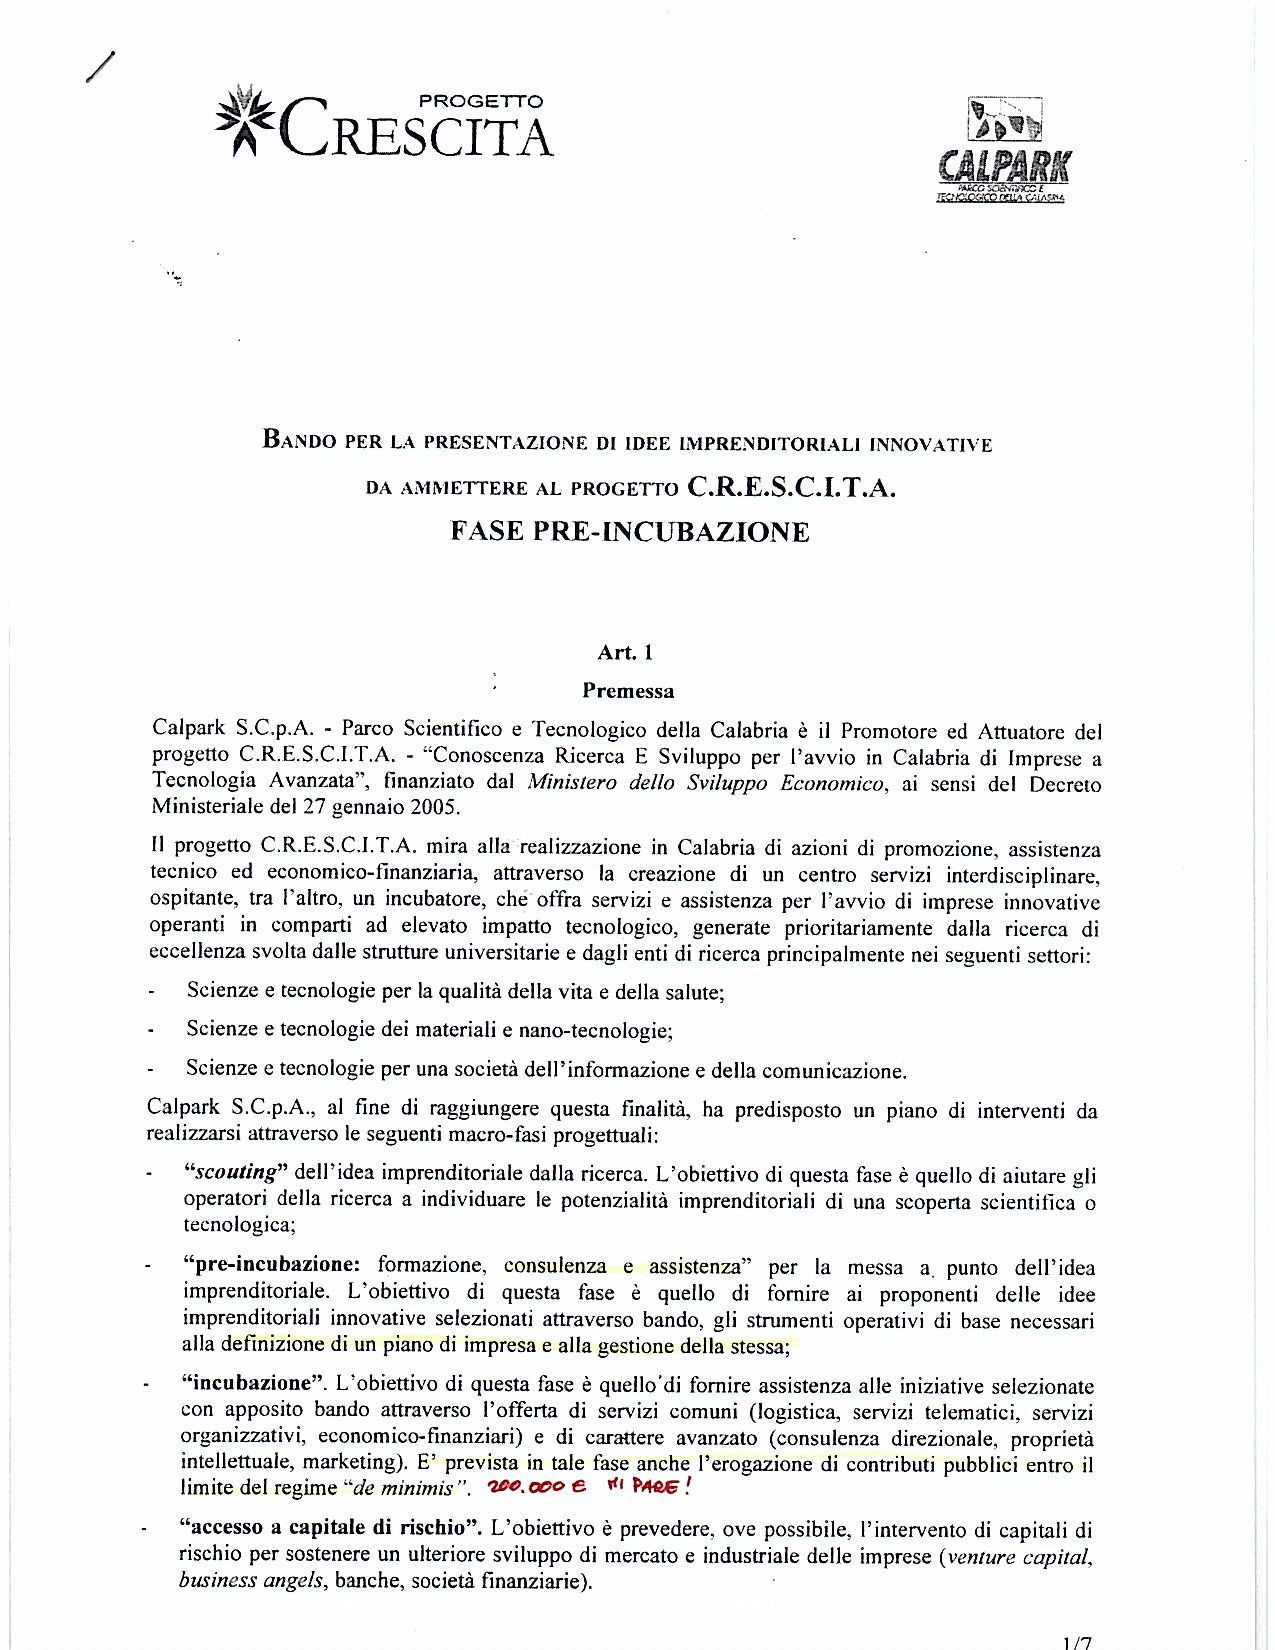 PROGETTO
CRESCITA
CALPARK
PARCO SCIENTIFICO E
TECNOLOGICO DELLA CALABRIA
BANDO PER LA PRESENTAZIONE DI IDEE IMPRENDITORIALI INNOVATIVE
DA AMMETTERE AL PROGETTO C.R.E.S.C.I.T.A.
FASE PRE-INCUBAZIONE
Art. 1
Premessa
Calpark S.C.p.A. - Parco Scientifico e Tecnologico della Calabria è il Promotore ed Attuatore del
progetto C.R.E.S.C.I.T.A. - “Conoscenza Ricerca E Sviluppo per l’avvio in Calabria di Imprese a
Tecnologia Avanzata”, finanziato dal Ministero dello Sviluppo Economico, ai sensi del Decreto
Ministeriale del 27 gennaio 2005.
Il progetto C.R.E.S.C.I.T.A. mira alla realizzazione in Calabria di azioni di promozione, assistenza
tecnico ed economico-finanziaria, attraverso la creazione di un centro servizi interdisciplinare,
ospitante, tra l’altro, un incubatore, che offra servizi e assistenza per l’avvio di imprese innovative
operanti in comparti ad elevato impatto tecnologico, generate prioritariamente dalla ricerca di
eccellenza svolta dalle strutture universitarie e dagli enti di ricerca principalmente nei seguenti settori:
- Scienze e tecnologie per la qualità della vita e della salute;
- Scienze e tecnologie dei materiali e nano-tecnologie;
- Scienze e tecnologie per una società dell’informazione e della comunicazione.
Calpark S.C.p.A., al fine di raggiungere questa finalità, ha predisposto un piano di interventi da
realizzarsi attraverso le seguenti macro-fasi progettuali:
- “scouting” dell’idea imprenditoriale dalla ricerca. L’obiettivo di questa fase è quello di aiutare gli
operatori della ricerca a individuare le potenzialità imprenditoriali di una scoperta scientifica o
tecnologica;
- “pre-incubazione: formazione, consulenza e assistenza” per la messa a punto dell’idea
imprenditoriale. L’obiettivo di questa fase è quello di fornire ai proponenti delle idee
imprenditoriali innovative selezionati attraverso bando, gli strumenti operativi di base necessari
alla definizione di un piano di impresa e alla gestione della stessa;
- “incubazione”. L’obiettivo di questa fase è quello di fornire assistenza alle iniziative selezionate
con apposito bando attraverso l’offerta di servizi comuni (logistica, servizi telematici, servizi
organizzativi, economico-finanziari) e di carattere avanzato (consulenza direzionale, proprietà
intellettuale, marketing). E’ prevista in tale fase anche l’erogazione di contributi pubblici entro il
limite del regime “de minimis”. 200.000 € MI PARE!
- “accesso a capitale di rischio”. L’obiettivo è prevedere, ove possibile, l’intervento di capitali di
rischio per sostenere un ulteriore sviluppo di mercato e industriale delle imprese (venture capital,
business angels, banche, società finanziarie).
1/7